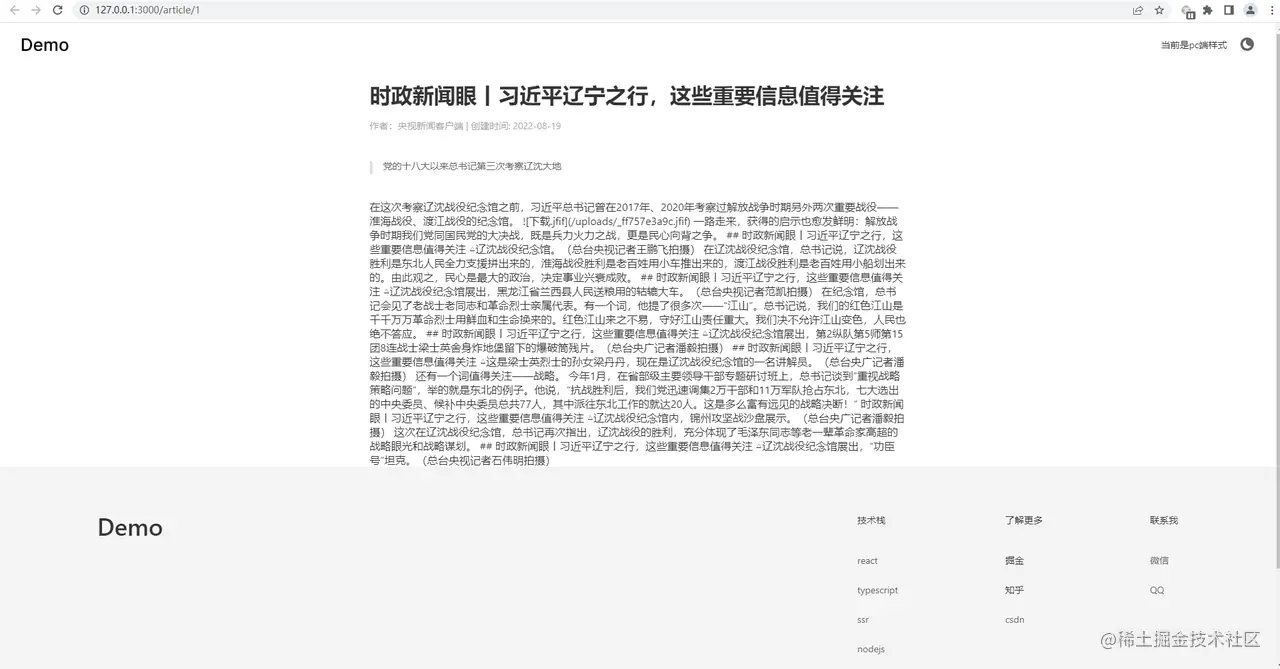 127.0.0.1:3000/article/1
Demo
当前是pc端样式
时政新闻眼丨习近平辽宁之行，这些重要信息值得关注
作者：央视新闻客户端 | 创建时间: 2022-08-19
党的十八大以来总书记第三次考察辽沈大地
在这次考察辽沈战役纪念馆之前，习近平总书记曾在2017年、2020年考察过解放战争时期另外两次重要战役——
淮海战役、渡江战役的纪念馆。 ![下载.jfif](/uploads/_ff757e3a9c.jfif) 一路走来，获得的启示也愈发鲜明：解放战
争时期我们党同国民党的大决战，既是兵力火力之战，更是民心向背之争。 ## 时政新闻眼丨习近平辽宁之行，这
些重要信息值得关注 △辽沈战役纪念馆。（总台央视记者王鹏飞拍摄） 在辽沈战役纪念馆，总书记说，辽沈战役
胜利是东北人民全力支援拼出来的，淮海战役胜利是老百姓用小车推出来的，渡江战役胜利是老百姓用小船划出来
的。由此观之，民心是最大的政治，决定事业兴衰成败。 ## 时政新闻眼丨习近平辽宁之行，这些重要信息值得关
注 △辽沈战役纪念馆展出，黑龙江省兰西县人民送粮用的轱辘大车。（总台央视记者范凯拍摄） 在纪念馆，总书
记会见了老战士老同志和革命烈士亲属代表。有一个词，他提了很多次——“江山”。总书记说，我们的红色江山是
千千万万革命烈士用鲜血和生命换来的。红色江山来之不易，守好江山责任重大。我们决不允许江山变色，人民也
绝不答应。 ## 时政新闻眼丨习近平辽宁之行，这些重要信息值得关注 △辽沈战役纪念馆展出，第2纵队第5师第15
团8连战士梁士英舍身炸地堡留下的爆破筒残片。（总台央广记者潘毅拍摄） ## 时政新闻眼丨习近平辽宁之行，
这些重要信息值得关注 △这是梁士英烈士的孙女梁丹丹，现在是辽沈战役纪念馆的一名讲解员。（总台央广记者潘
毅拍摄） 还有一个词值得关注——战略。 今年1月，在省部级主要领导干部专题研讨班上，总书记谈到“重视战略
策略问题”，举的就是东北的例子。他说，“抗战胜利后，我们党迅速调集2万干部和11万军队抢占东北，七大选出
的中央委员、候补中央委员总共77人，其中派往东北工作的就达20人。这是多么富有远见的战略决断！” 时政新闻
眼丨习近平辽宁之行，这些重要信息值得关注 △辽沈战役纪念馆内，锦州攻坚战沙盘展示。（总台央广记者潘毅拍
摄） 这次在辽沈战役纪念馆，总书记再次指出，辽沈战役的胜利，充分体现了毛泽东同志等老一辈革命家高超的
战略眼光和战略谋划。 ## 时政新闻眼丨习近平辽宁之行，这些重要信息值得关注 △辽沈战役纪念馆展出，“功臣
号”坦克。（总台央视记者石伟明拍摄）
Demo
技术栈
react
typescript
ssr
nodejs
了解更多
掘金
知乎
csdn
联系我
微信
QQ
@稀土掘金技术社区